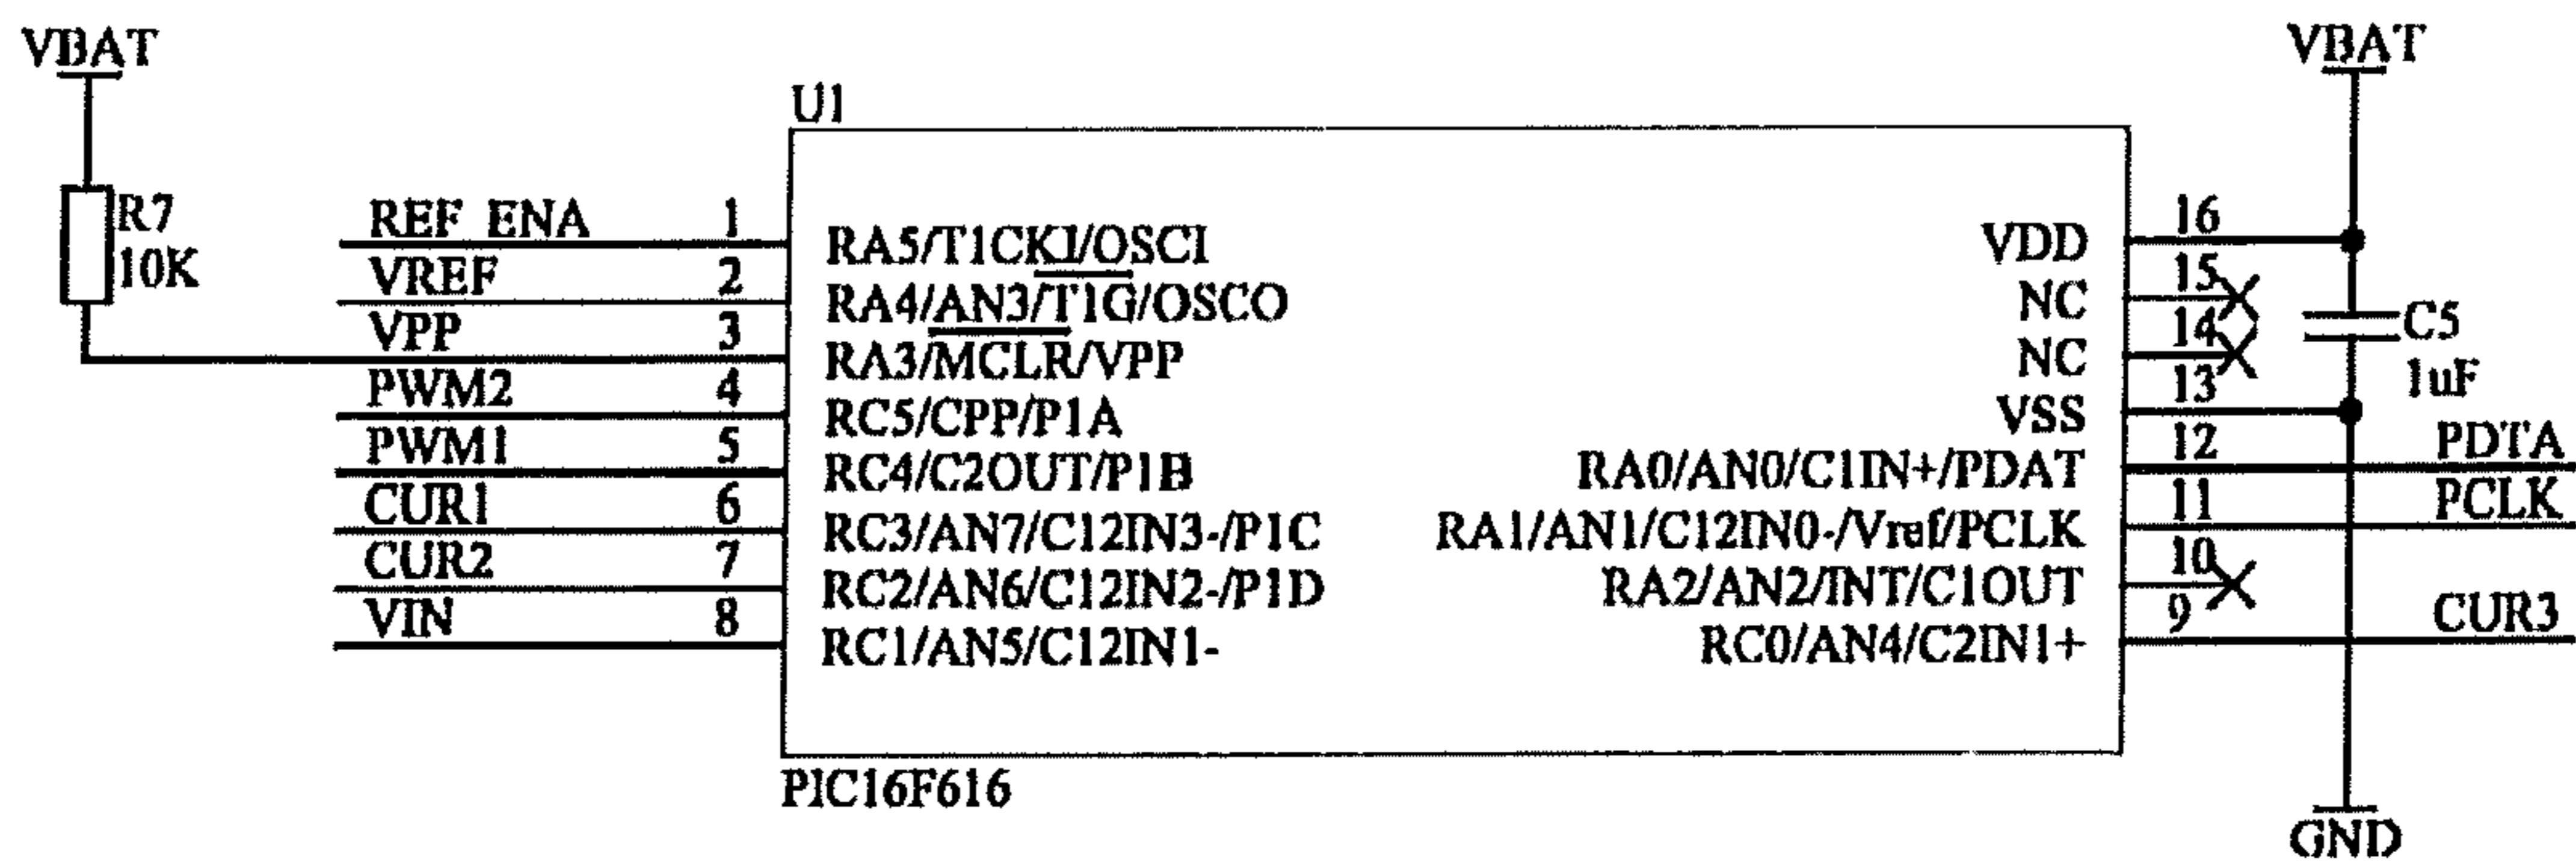 VBAT
VBAT
U1
R7
10K
REF_ENA 1 RA5/T1CKI/OSCI
VREF 2 RA4/AN3/T1G/OSCO
VPP 3 RA3/MCLR/VPP
PWM2 4 RC5/CPP/P1A
PWM1 5 RC4/C2OUT/P1B
CUR1 6 RC3/AN7/C12IN3-/P1C
CUR2 7 RC2/AN6/C12IN2-/P1D
VIN 8 RC1/AN5/C12IN1-
VDD 16
NC 15
NC 14
VSS 13
RA0/AN0/C1IN+/PDAT 12 PDTA
RA1/AN1/C12IN0-/Vref/PCLK 11 PCLK
RA2/AN2/INT/C1OUT 10
RC0/AN4/C2IN1+ 9 CUR3
C5
1uF
PIC16F616
GND